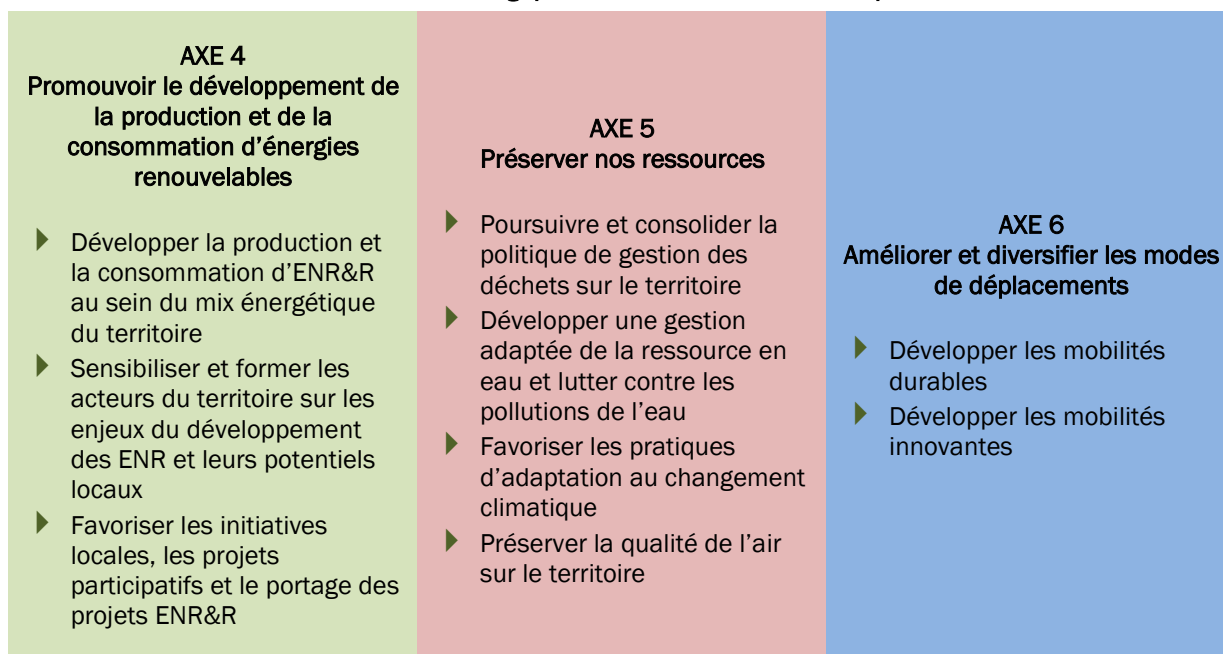 AXE 4
Promouvoir le développement de
la production et de la
consommation d’énergies
renouvelables
Développer la production et
la consommation d’ENR&R
au sein du mix énergétique
du territoire
Sensibiliser et former les
acteurs du territoire sur les
enjeux du développement
des ENR et leurs potentiels
locaux
Favoriser les initiatives
locales, les projets
participatifs et le portage des
projets ENR&R
AXE 5
Préserver nos ressources
Poursuivre et consolider la
politique de gestion des
déchets sur le territoire
Développer une gestion
adaptée de la ressource en
eau et lutter contre les
pollutions de l’eau
Favoriser les pratiques
d’adaptation au changement
climatique
Préserver la qualité de l’air
sur le territoire
AXE 6
Améliorer et diversifier les modes
de déplacements
Développer les mobilités
durables
Développer les mobilités
innovantes